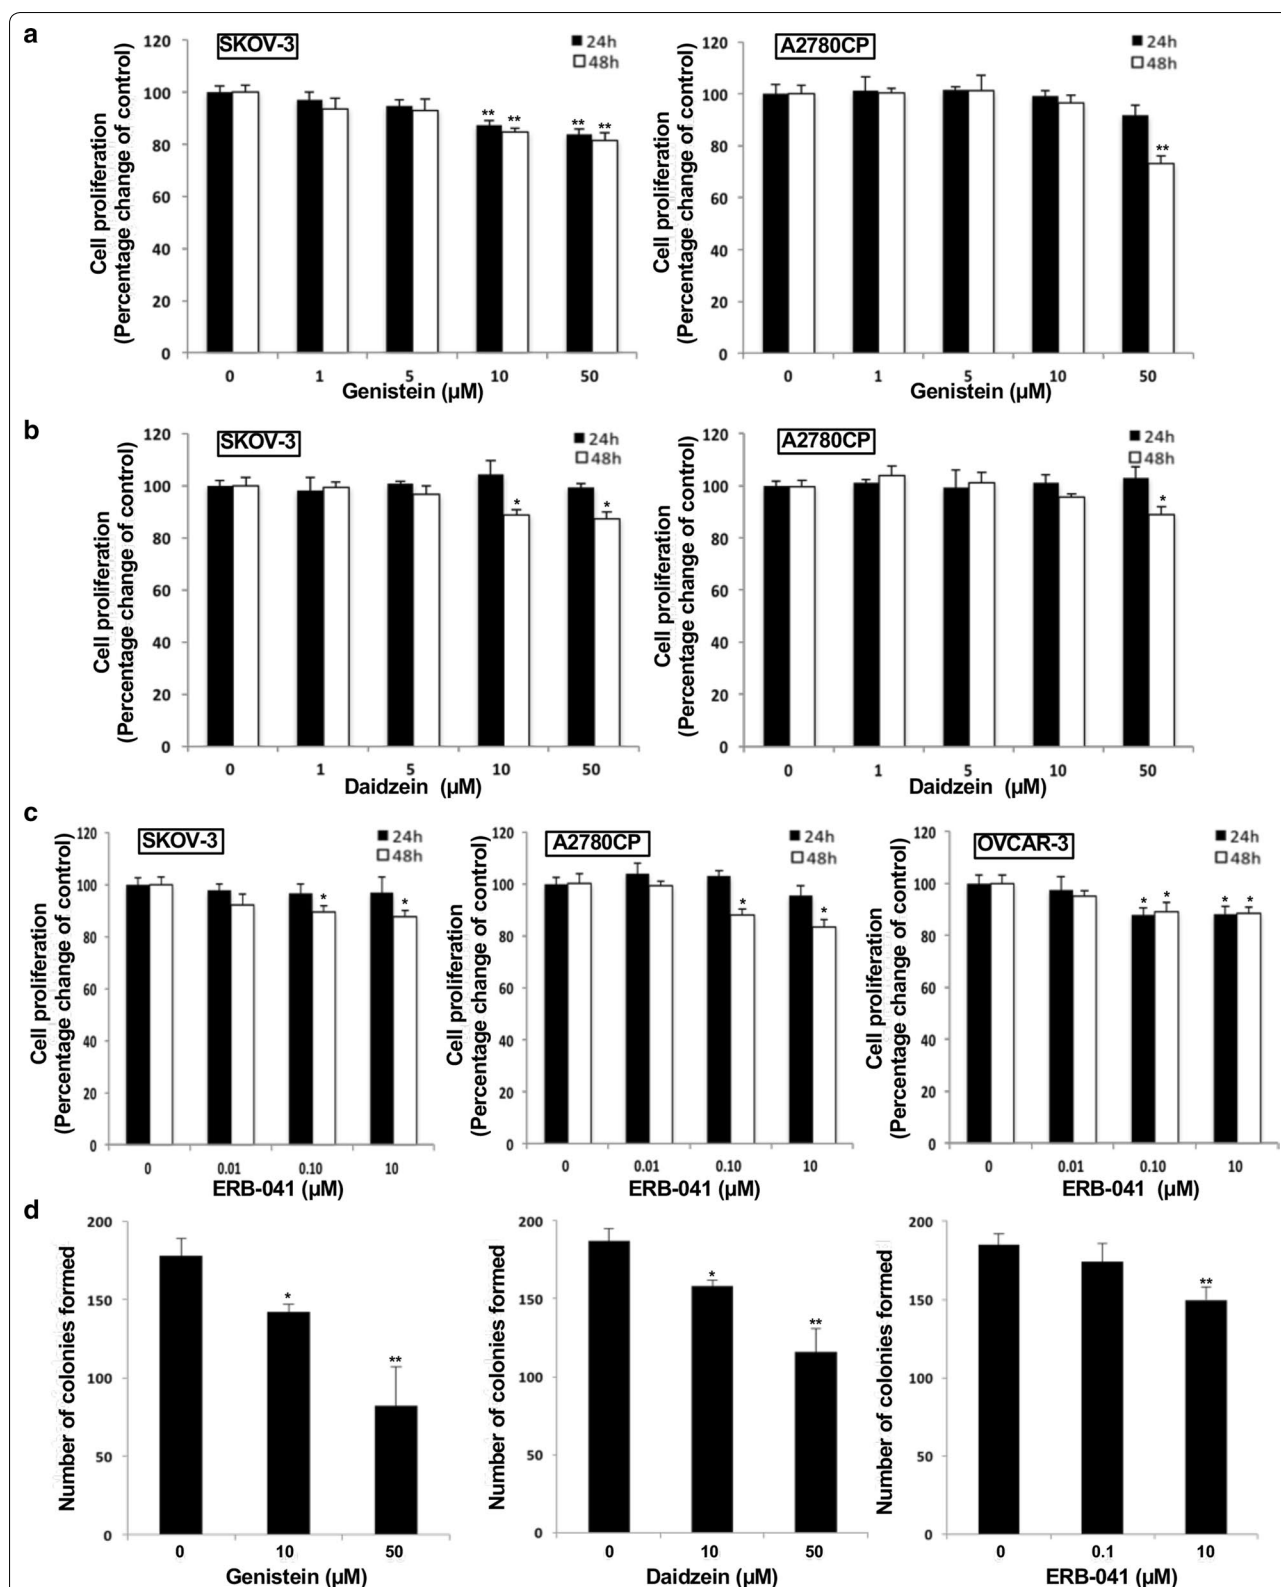 a
SKOV-3
24h
48h
Cell proliferation
(Percentage change of control)
120
100
80
60
40
20
0
** ** ** **
0 1 5 10 50
Genistein (µM)
A2780CP
24h
48h
Cell proliferation
(Percentage change of control)
120
100
80
60
40
20
0
**
0 1 5 10 50
Genistein (µM)
b
SKOV-3
24h
48h
Cell proliferation
(Percentage change of control)
120
100
80
60
40
20
0
* *
0 1 5 10 50
Daidzein (µM)
A2780CP
24h
48h
Cell proliferation
(Percentage change of control)
120
100
80
60
40
20
0
*
0 1 5 10 50
Daidzein (µM)
c
SKOV-3
24h
48h
Cell proliferation
(Percentage change of control)
120
100
80
60
40
20
0
* *
0 0.01 0.10 10
ERB-041 (µM)
A2780CP
24h
48h
Cell proliferation
(Percentage change of control)
120
100
80
60
40
20
0
* *
0 0.01 0.10 10
ERB-041 (µM)
OVCAR-3
24h
48h
Cell proliferation
(Percentage change of control)
120
100
80
60
40
20
0
* * * *
0 0.01 0.10 10
ERB-041 (µM)
d
Number of colonies formed
200
150
100
50
0
* **
0 10 50
Genistein (µM)
Number of colonies formed
200
150
100
50
0
* **
0 10 50
Daidzein (µM)
Number of colonies formed
200
150
100
50
0
**
0 0.1 10
ERB-041 (µM)